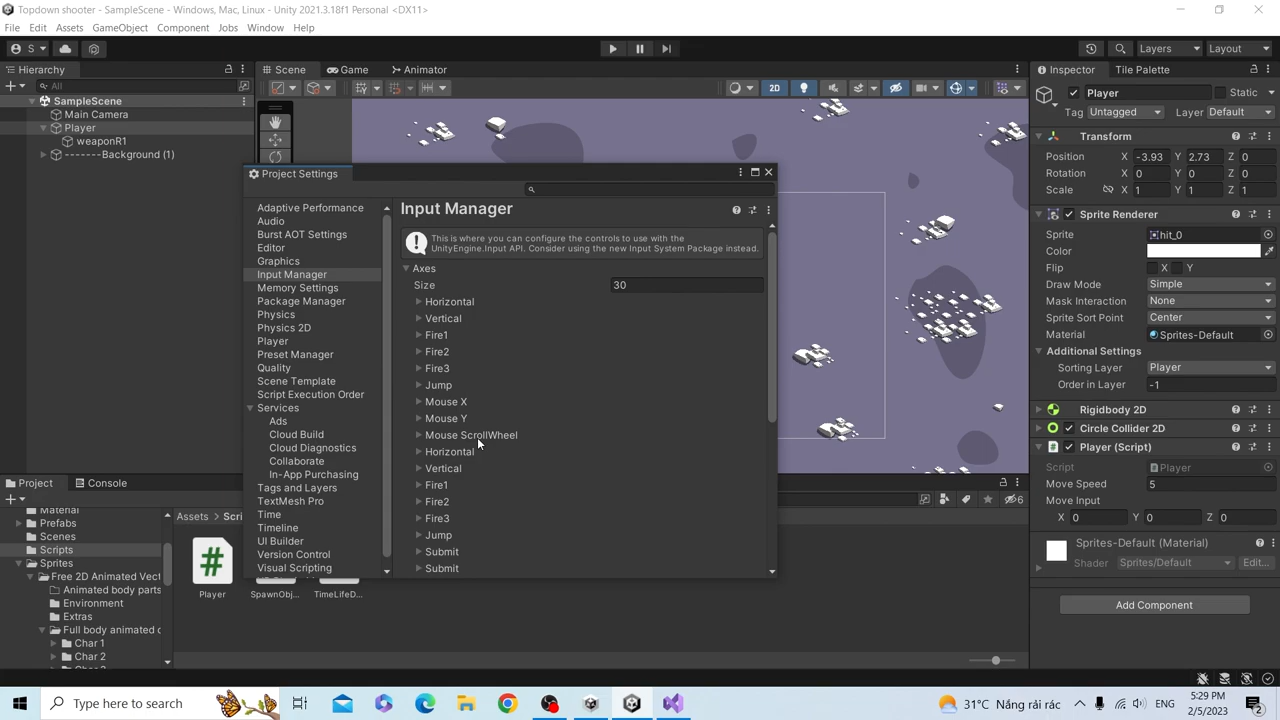 Topdown shooter - SampleScene - Windows, Mac, Linux - Unity 2021.3.18f1 Personal <DX11>
File Edit Assets GameObject Component Jobs Window Help
S Layers Layout
Hierarchy Scene Game Animator Inspector Tile Palette
All 2D Player Static
SampleScene Tag Untagged Layer Default
Main Camera
Player
weaponR1
-------Background (1)
Transform
Position X -3.93 Y 2.73 Z 0
Rotation X 0 Y 0 Z 0
Scale X 1 Y 1 Z 1
Sprite Renderer
Sprite hit_0
Color
Flip X Y
Draw Mode Simple
Mask Interaction None
Sprite Sort Point Center
Material Sprites-Default
Additional Settings
Sorting Layer Player
Order in Layer -1
Rigidbody 2D
Circle Collider 2D
Player (Script)
Script Player
Move Speed 5
Move Input
X 0 Y 0 Z 0
Sprites-Default (Material)
Shader Sprites/Default Edit...
Add Component
Project Settings
Adaptive Performance
Audio
Burst AOT Settings
Editor
Graphics
Input Manager
Memory Settings
Package Manager
Physics
Physics 2D
Player
Preset Manager
Quality
Scene Template
Script Execution Order
Services
Ads
Cloud Build
Cloud Diagnostics
Collaborate
In-App Purchasing
Tags and Layers
TextMesh Pro
Time
Timeline
UI Builder
Version Control
Visual Scripting
Input Manager
This is where you can configure the controls to use with the
UnityEngine.Input API. Consider using the new Input System Package instead.
Axes
Size 30
Horizontal
Vertical
Fire1
Fire2
Fire3
Jump
Mouse X
Mouse Y
Mouse ScrollWheel
Horizontal
Vertical
Fire1
Fire2
Fire3
Jump
Submit
Submit
Project Console
6
Material
Prefabs
Scenes
Scripts
Sprites
Free 2D Animated Vect
Animated body parts
Environment
Extras
Full body animated c
Char 1
Char 2
Assets > Scri
Player SpawnObj... TimeLifeD...
Type here to search
31°C Nắng rải rác ENG 5:29 PM
2/5/2023 2